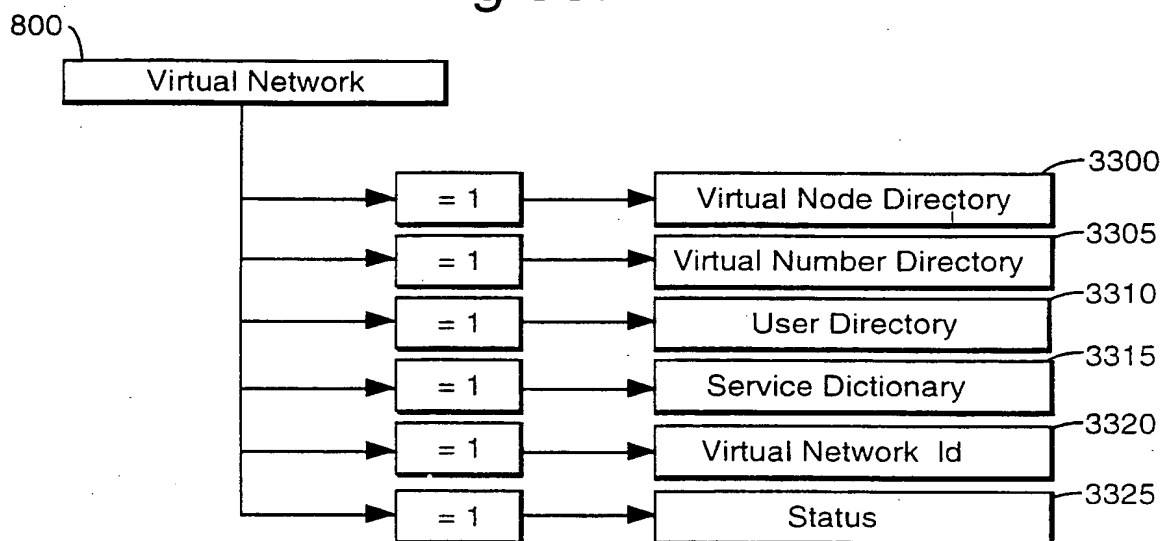 800
Virtual Network
= 1
Virtual Node Directory
3300
= 1
Virtual Number Directory
3305
= 1
User Directory
3310
= 1
Service Dictionary
3315
= 1
Virtual Network Id
3320
= 1
Status
3325